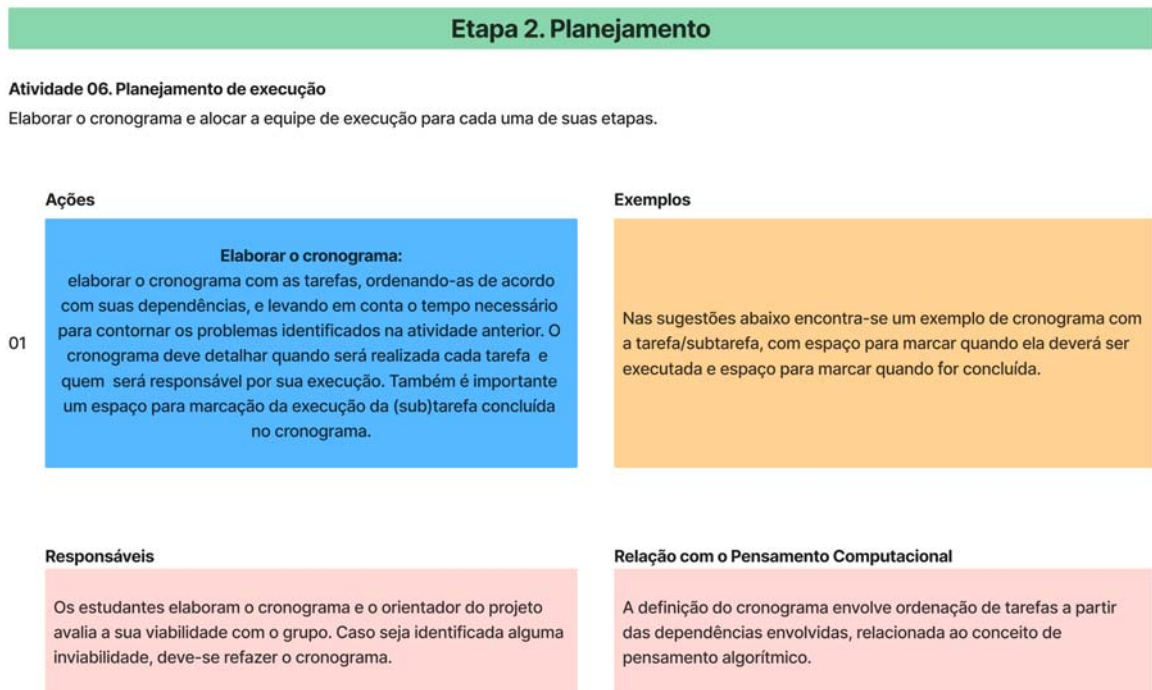 Etapa 2. Planejamento
Atividade 06. Planejamento de execução
Elaborar o cronograma e alocar a equipe de execução para cada uma de suas etapas.
Ações
Exemplos
01
Elaborar o cronograma:
elaborar o cronograma com as tarefas, ordenando-as de acordo
com suas dependências, e levando em conta o tempo necessário
para contornar os problemas identificados na atividade anterior. O
cronograma deve detalhar quando será realizada cada tarefa e
quem será responsável por sua execução. Também é importante
um espaço para marcação da execução da (sub)tarefa concluída
no cronograma.
Nas sugestões abaixo encontra-se um exemplo de cronograma com
a tarefa/subtarefa, com espaço para marcar quando ela deverá ser
executada e espaço para marcar quando for concluída.
Responsáveis
Os estudantes elaboram o cronograma e o orientador do projeto
avalia a sua viabilidade com o grupo. Caso seja identificada alguma
inviabilidade, deve-se refazer o cronograma.
Relação com o Pensamento Computacional
A definição do cronograma envolve ordenação de tarefas a partir
das dependências envolvidas, relacionada ao conceito de
pensamento algorítmico.